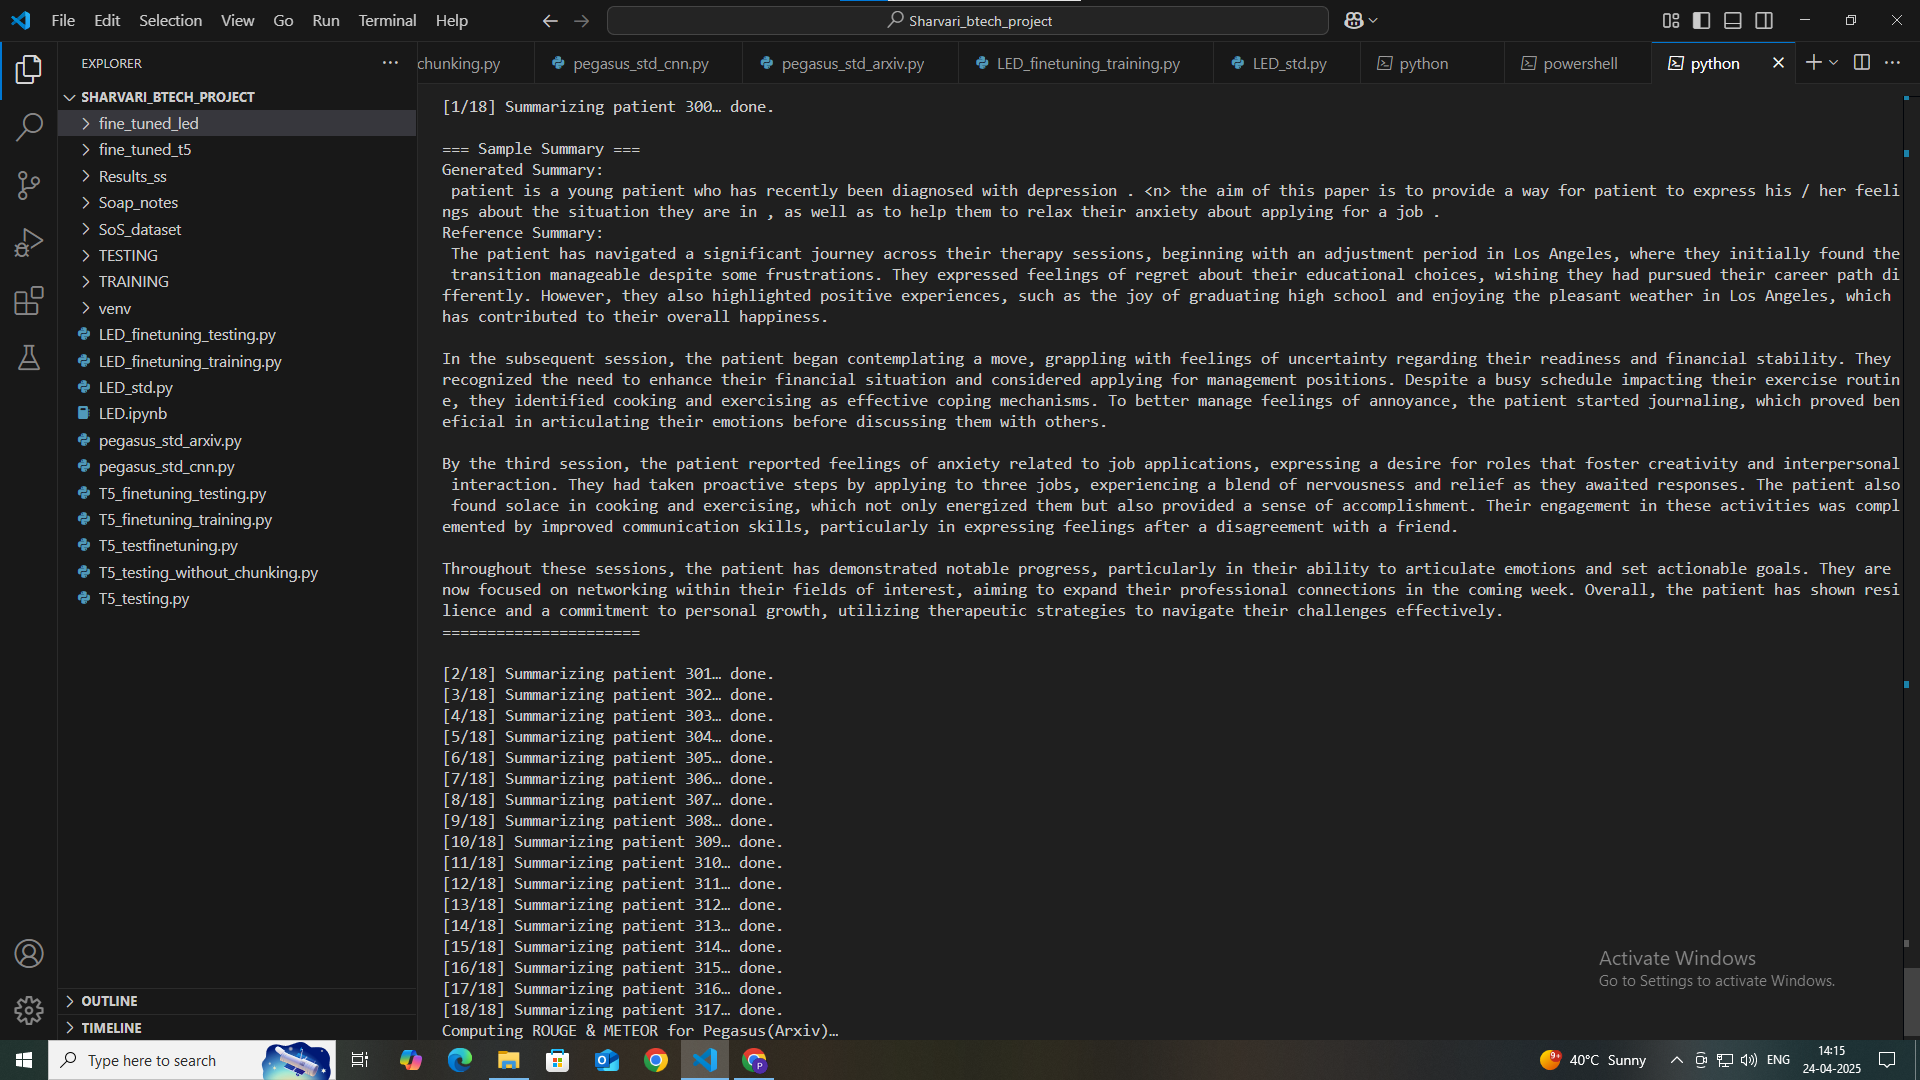 File Edit Selection View Go Run Terminal Help
Sharvari_btech_project
EXPLORER
chunking.py pegasus_std_cnn.py pegasus_std_arxiv.py LED_finetuning_training.py LED_std.py python powershell python
SHARVARI_BTECH_PROJECT
fine_tuned_led
fine_tuned_t5
Results_ss
Soap_notes
SoS_dataset
TESTING
TRAINING
venv
LED_finetuning_testing.py
LED_finetuning_training.py
LED_std.py
LED.ipynb
pegasus_std_arxiv.py
pegasus_std_cnn.py
T5_finetuning_testing.py
T5_finetuning_training.py
T5_testfinetuning.py
T5_testing_without_chunking.py
T5_testing.py
OUTLINE
TIMELINE
[1/18] Summarizing patient 300… done.
=== Sample Summary ===
Generated Summary:
patient is a young patient who has recently been diagnosed with depression . <n> the aim of this paper is to provide a way for patient to express his / her feeli
ngs about the situation they are in , as well as to help them to relax their anxiety about applying for a job .
Reference Summary:
The patient has navigated a significant journey across their therapy sessions, beginning with an adjustment period in Los Angeles, where they initially found the
transition manageable despite some frustrations. They expressed feelings of regret about their educational choices, wishing they had pursued their career path di
fferently. However, they also highlighted positive experiences, such as the joy of graduating high school and enjoying the pleasant weather in Los Angeles, which
has contributed to their overall happiness.
In the subsequent session, the patient began contemplating a move, grappling with feelings of uncertainty regarding their readiness and financial stability. They
recognized the need to enhance their financial situation and considered applying for management positions. Despite a busy schedule impacting their exercise routin
e, they identified cooking and exercising as effective coping mechanisms. To better manage feelings of annoyance, the patient started journaling, which proved ben
eficial in articulating their emotions before discussing them with others.
By the third session, the patient reported feelings of anxiety related to job applications, expressing a desire for roles that foster creativity and interpersonal
interaction. They had taken proactive steps by applying to three jobs, experiencing a blend of nervousness and relief as they awaited responses. The patient also
found solace in cooking and exercising, which not only energized them but also provided a sense of accomplishment. Their engagement in these activities was compl
emented by improved communication skills, particularly in expressing feelings after a disagreement with a friend.
Throughout these sessions, the patient has demonstrated notable progress, particularly in their ability to articulate emotions and set actionable goals. They are
now focused on networking within their fields of interest, aiming to expand their professional connections in the coming week. Overall, the patient has shown resi
lience and a commitment to personal growth, utilizing therapeutic strategies to navigate their challenges effectively.
======================
[2/18] Summarizing patient 301… done.
[3/18] Summarizing patient 302… done.
[4/18] Summarizing patient 303… done.
[5/18] Summarizing patient 304… done.
[6/18] Summarizing patient 305… done.
[7/18] Summarizing patient 306… done.
[8/18] Summarizing patient 307… done.
[9/18] Summarizing patient 308… done.
[10/18] Summarizing patient 309… done.
[11/18] Summarizing patient 310… done.
[12/18] Summarizing patient 311… done.
[13/18] Summarizing patient 312… done.
[14/18] Summarizing patient 313… done.
[15/18] Summarizing patient 314… done.
[16/18] Summarizing patient 315… done.
[17/18] Summarizing patient 316… done.
[18/18] Summarizing patient 317… done.
Computing ROUGE & METEOR for Pegasus(Arxiv)…
Activate Windows
Go to Settings to activate Windows.
Type here to search
9+
P
40°C Sunny
ENG
14:15
24-04-2025